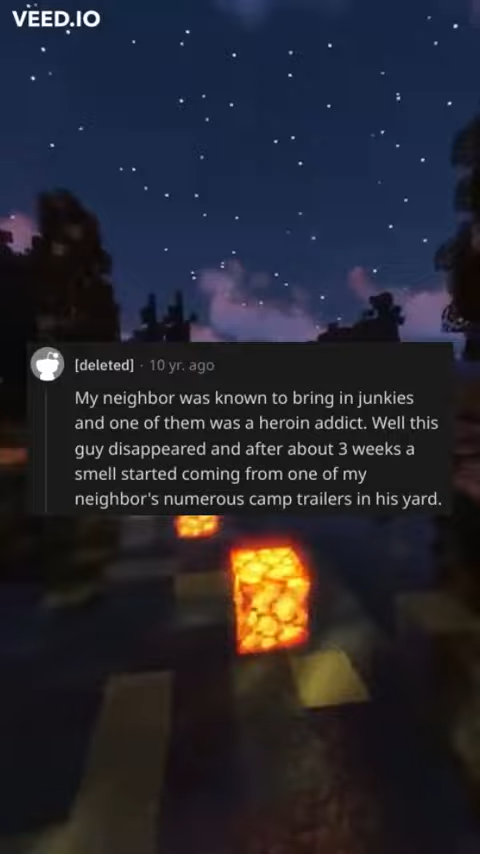 VEED.IO
[deleted] · 10 yr. ago
My neighbor was known to bring in junkies
and one of them was a heroin addict. Well this
guy disappeared and after about 3 weeks a
smell started coming from one of my
neighbor's numerous camp trailers in his yard.